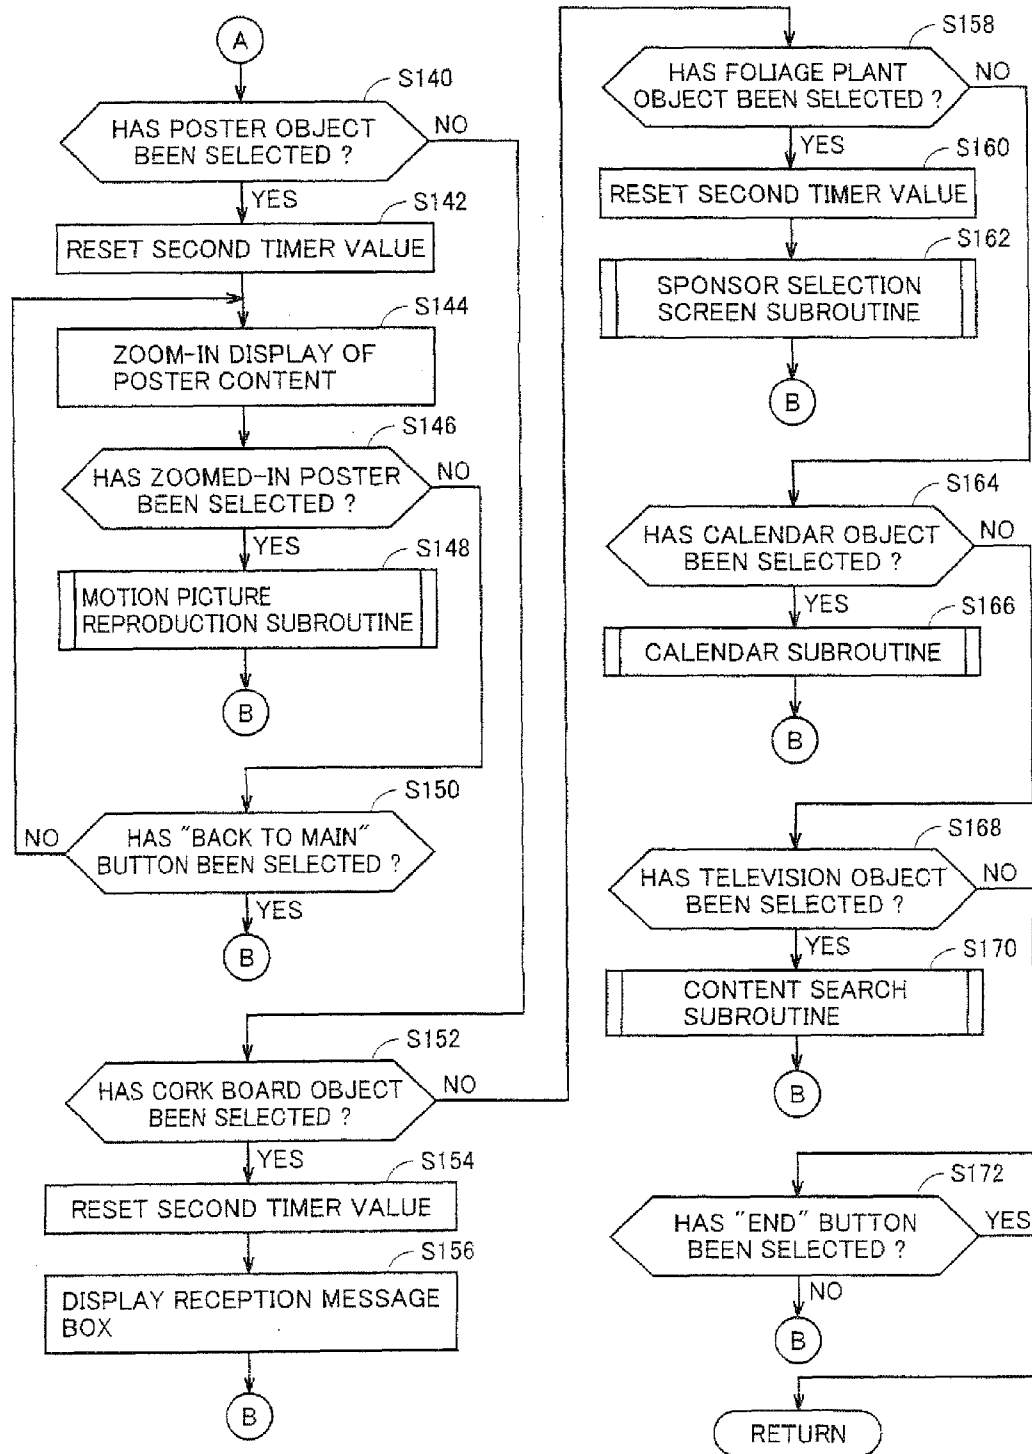 A
S140
HAS POSTER OBJECT
BEEN SELECTED ?
NO
YES
S142
RESET SECOND TIMER VALUE
S144
ZOOM-IN DISPLAY OF
POSTER CONTENT
S146
HAS ZOOMED-IN POSTER
BEEN SELECTED ?
NO
YES
S148
MOTION PICTURE
REPRODUCTION SUBROUTINE
B
S150
NO
HAS "BACK TO MAIN"
BUTTON BEEN SELECTED ?
YES
B
S152
HAS CORK BOARD OBJECT
BEEN SELECTED ?
NO
YES
S154
RESET SECOND TIMER VALUE
S156
DISPLAY RECEPTION MESSAGE
BOX
B
S158
HAS FOLIAGE PLANT
OBJECT BEEN SELECTED ?
NO
YES
S160
RESET SECOND TIMER VALUE
S162
SPONSOR SELECTION
SCREEN SUBROUTINE
B
S164
HAS CALENDAR OBJECT
BEEN SELECTED ?
NO
YES
S166
CALENDAR SUBROUTINE
B
S168
HAS TELEVISION OBJECT
BEEN SELECTED ?
NO
YES
S170
CONTENT SEARCH
SUBROUTINE
B
S172
HAS "END" BUTTON
BEEN SELECTED ?
YES
NO
B
RETURN